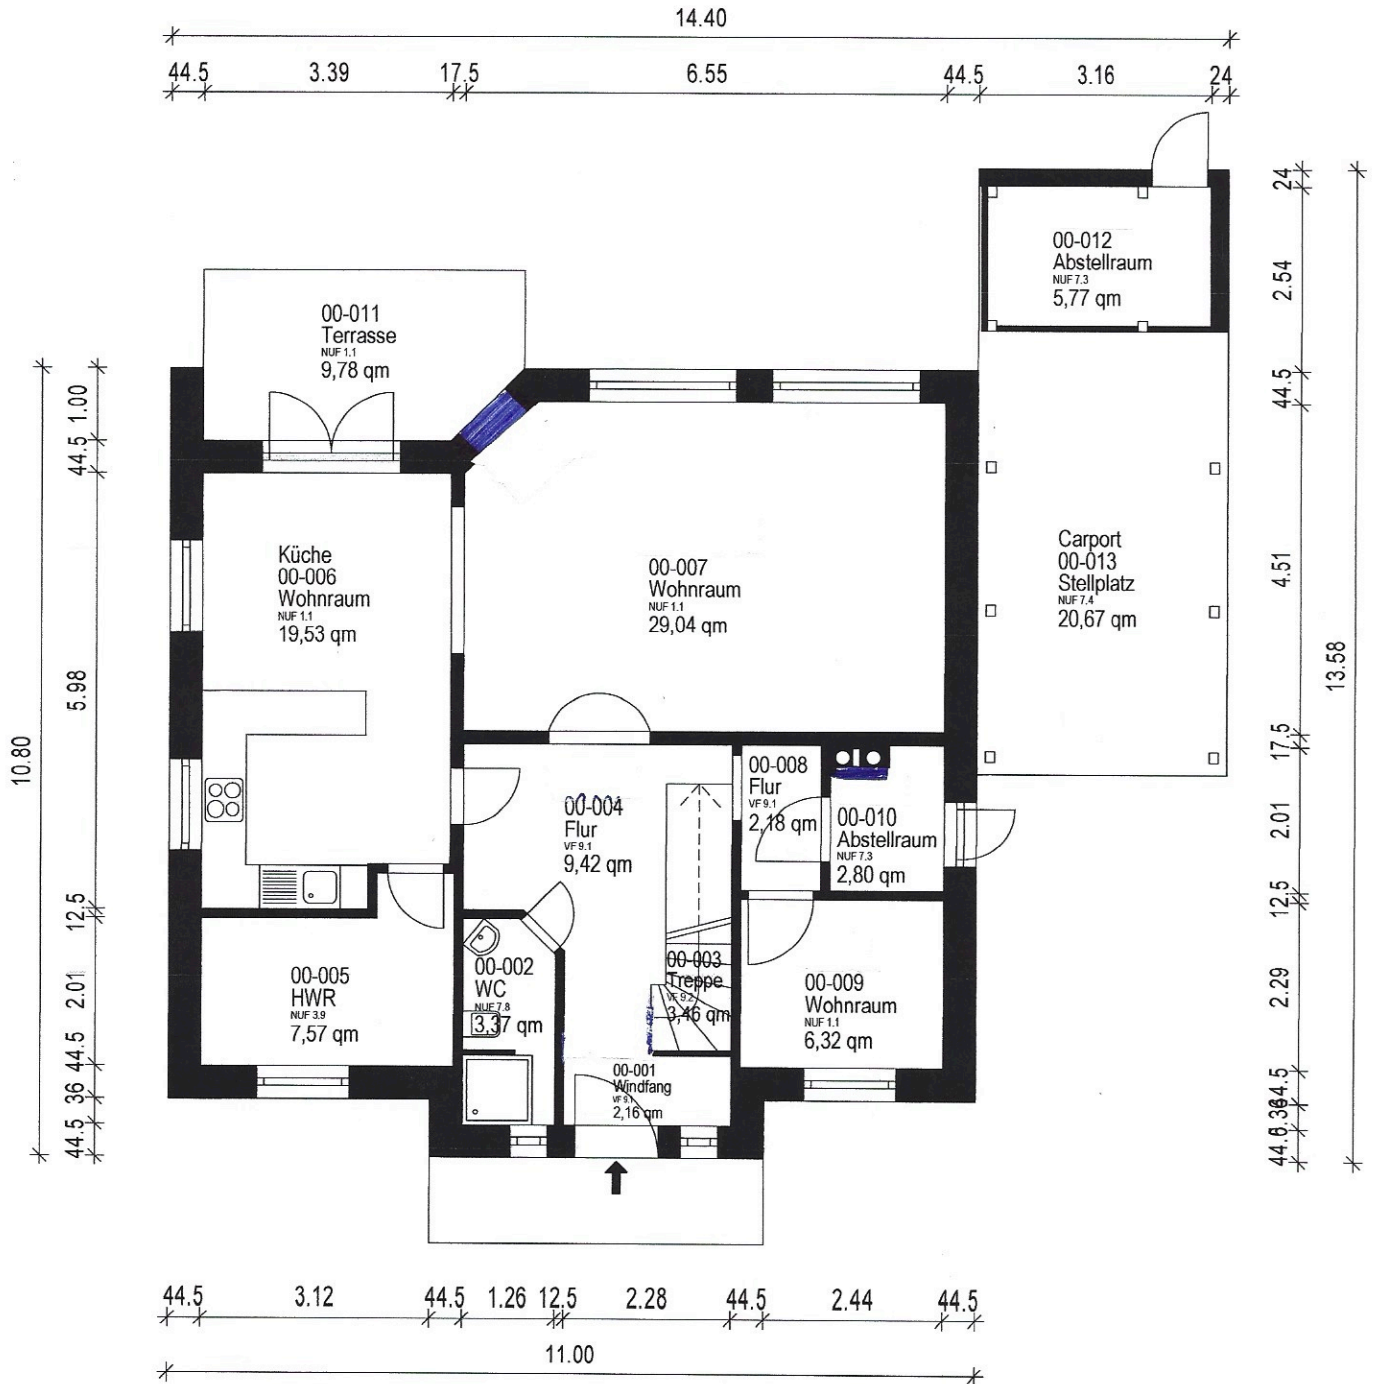 14.40
44.5 3.39 17.5 6.55 44.5 3.16 24
00-012
Abstellraum
NUF 7.3
5,77 qm
00-011
Terrasse
NUF 1.1
9,78 qm
Küche
00-006
Wohnraum
NUF 1.1
19,53 qm
00-007
Wohnraum
NUF 1.1
29,04 qm
Carport
00-013
Stellplatz
NUF 7.4
20,67 qm
00-004
Flur
VF 9.1
9,42 qm
00-008
Flur
VF 9.1
2,18 qm
00-010
Abstellraum
NUF 7.3
2,80 qm
00-005
HWR
NUF 3.9
7,57 qm
00-002
WC
NUF 7.8
3,37 qm
00-003
Treppe
VF 9.2
3,46 qm
00-009
Wohnraum
NUF 1.1
6,32 qm
00-001
Windfang
VF 9.1
2,16 qm
10.80
1.00
44.5
5.98
12.5
2.01
44.5
36
44.5
24
2.54
44.5
4.51
17.5
2.01
12.5
2.29
44.5
36
44.5
13.58
44.5 3.12 44.5 1.26 12.5 2.28 44.5 2.44 44.5
11.00